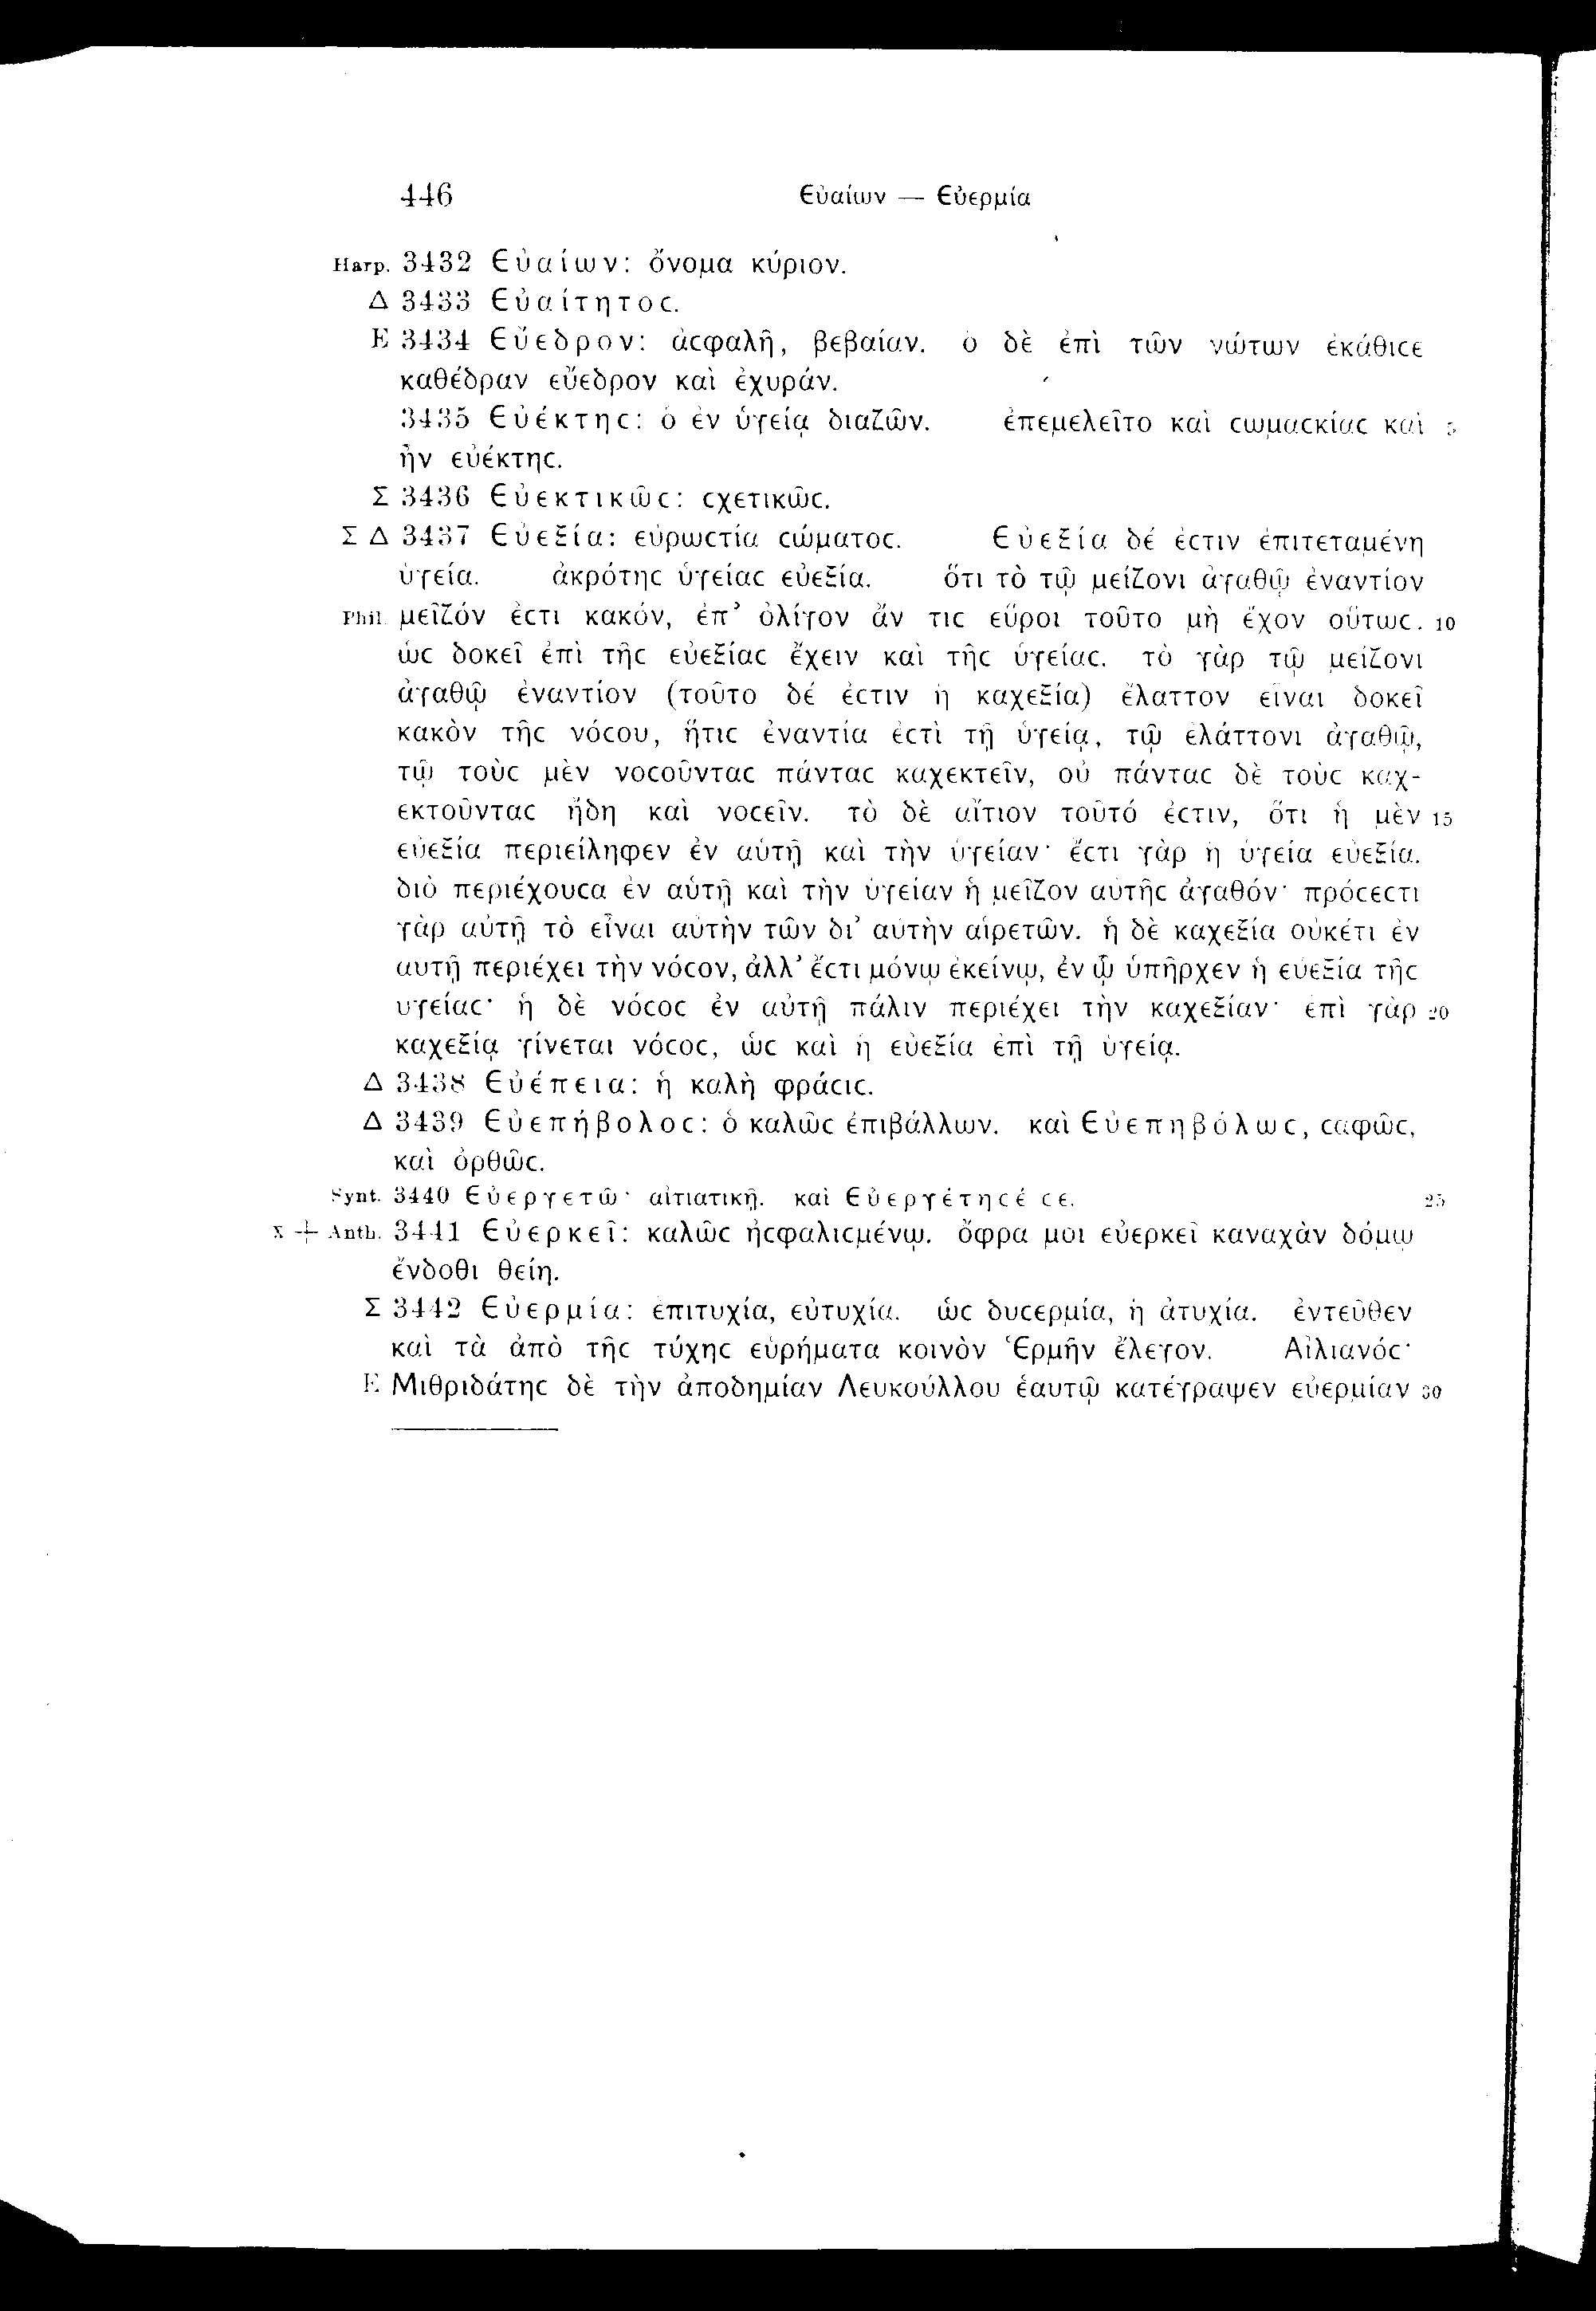 446 Εὐαίων — Εὐερμία
Harp. 3432 Εὐαίων: ὄνομα κύριον.
Δ 3433 Εὐαίτητοϲ.
E 3434 Εὔεδρον: ἀϲφαλῆ, βεβαίαν. ὁ δὲ ἐπὶ τῶν νώτων ἐκάθιϲε
καθέδραν εὔεδρον καὶ ἐχυράν.
3435 Εὐέκτηϲ: ὁ ἐν ὑγείᾳ διαζῶν. ἐπεμελεῖτο καὶ ϲωμαϲκίαϲ καὶ 5
ἦν εὐέκτηϲ.
Σ 3436 Εὐεκτικῶϲ: ϲχετικῶϲ.
Σ Δ 3437 Εὐεξία: εὐρωϲτία ϲώματοϲ. Εὐεξία δέ ἐϲτιν ἐπιτεταμένη
ὑγεία. ἀκρότηϲ ὑγείαϲ εὐεξία. ὅτι τὸ τῷ μείζονι ἀγαθῷ ἐναντίον
Phil. μεῖζόν ἐϲτι κακόν, ἐπ’ ὀλίγον ἄν τιϲ εὕροι τοῦτο μὴ ἔχον οὕτωϲ. 10
ὡϲ δοκεῖ ἐπὶ τῆϲ εὐεξίαϲ ἔχειν καὶ τῆϲ ὑγείαϲ. τὸ γὰρ τῷ μείζονι
ἀγαθῷ ἐναντίον (τοῦτο δέ ἐϲτιν ἡ καχεξία) ἔλαττον εἶναι δοκεῖ
κακὸν τῆϲ νόϲου, ἥτιϲ ἐναντία ἐϲτὶ τῇ ὑγείᾳ, τῷ ἐλάττονι ἀγαθῷ,
τῷ τοὺϲ μὲν νοϲοῦνταϲ πάνταϲ καχεκτεῖν, οὐ πάνταϲ δὲ τοὺϲ καχ-
εκτοῦνταϲ ἤδη καὶ νοϲεῖν. τὸ δὲ αἴτιον τοῦτό ἐϲτιν, ὅτι ἡ μὲν 15
εὐεξία περιείληφεν ἐν αὑτῇ καὶ τὴν ὑγείαν· ἔϲτι γὰρ ἡ ὑγεία εὐεξία.
διὸ περιέχουϲα ἐν αὑτῇ καὶ τὴν ὑγείαν ἢ μεῖζον αὐτῆϲ ἀγαθόν· πρόϲεϲτι
γὰρ αὐτῇ τὸ εἶναι αὐτὴν τῶν δι’ αὑτὴν αἱρετῶν. ἡ δὲ καχεξία οὐκέτι ἐν
αὑτῇ περιέχει τὴν νόϲον, ἀλλ’ ἔϲτι μόνῳ ἐκείνῳ, ἐν ᾧ ὑπῆρχεν ἡ εὐεξία τῆϲ
ὑγείαϲ· ἡ δὲ νόϲοϲ ἐν αὑτῇ πάλιν περιέχει τὴν καχεξίαν· ἐπὶ γὰρ 20
καχεξίᾳ γίνεται νόϲοϲ, ὡϲ καὶ ἡ εὐεξία ἐπὶ τῇ ὑγείᾳ.
Δ 3438 Εὐέπεια: ἡ καλὴ φράϲιϲ.
Δ 3439 Εὐεπήβολοϲ: ὁ καλῶϲ ἐπιβάλλων. καὶ Εὐεπηβόλωϲ, ϲαφῶϲ,
καὶ ὀρθῶϲ.
Synt. 3440 Εὐεργετῶ· αἰτιατικῇ. καὶ Εὐεργέτηϲέ ϲε. 25
Σ + Anth. 3441 Εὐερκεῖ: καλῶϲ ἠϲφαλιϲμένῳ. ὄφρα μοι εὐερκεῖ καναχὰν δόμῳ
ἔνδοθι θείη.
Σ 3442 Εὐερμία: ἐπιτυχία, εὐτυχία. ὡϲ δυϲερμία, ἡ ἀτυχία. ἐντεῦθεν
καὶ τὰ ἀπὸ τῆϲ τύχηϲ εὑρήματα κοινὸν Ἑρμῆν ἔλεγον. Αἰλιανόϲ·
E Μιθριδάτηϲ δὲ τὴν ἀποδημίαν Λευκούλλου ἑαυτῷ κατέγραψεν εὐερμίαν 30